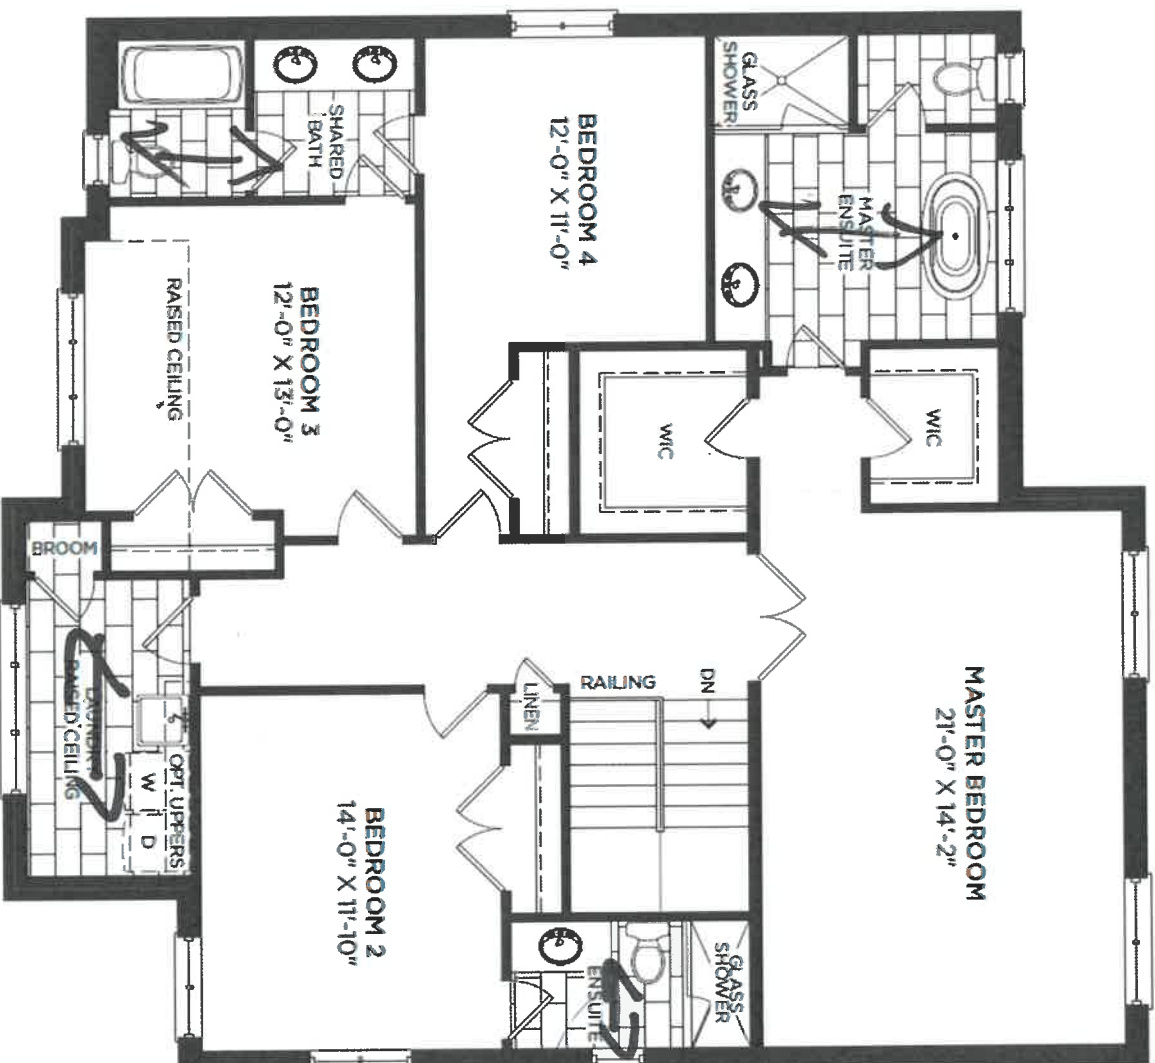 GLASS
SHOWER
MASTER
ENSUITE
BEDROOM 4
12'-0" X 11'-0"
SHARED
BATH
BEDROOM 3
12'-0" X 13'-0"
RAISED CEILING
WIC
WIC
BROOM
LAUNDRY
RAISED CEILING
OPT. UPPERS
W
D
LINEN
RAILING
DN
MASTER BEDROOM
21'-0" X 14'-2"
BEDROOM 2
14'-0" X 11'-10"
ENSUITE
GLASS
SHOWER